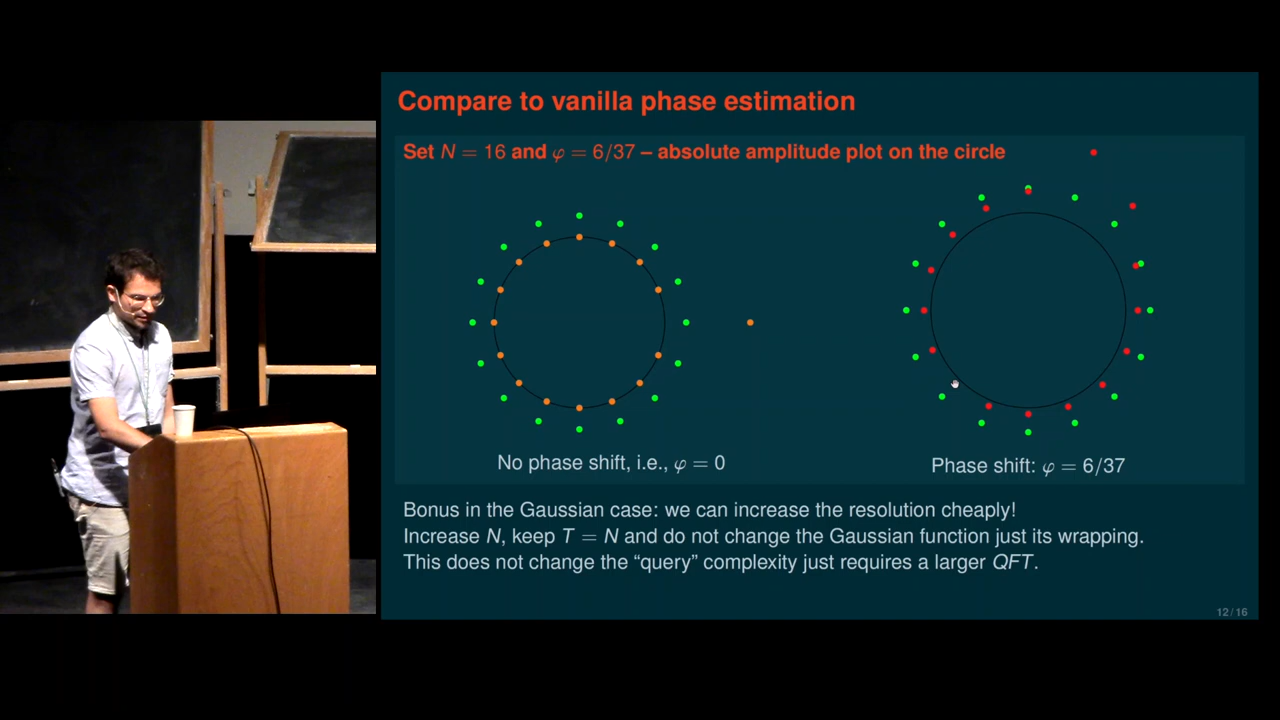 Compare to vanilla phase estimation
Set N = 16 and φ = 6/37 – absolute amplitude plot on the circle
No phase shift, i.e., φ = 0
Phase shift: φ = 6/37
Bonus in the Gaussian case: we can increase the resolution cheaply!
Increase N, keep T = N and do not change the Gaussian function just its wrapping.
This does not change the “query” complexity just requires a larger QFT.
12 / 16